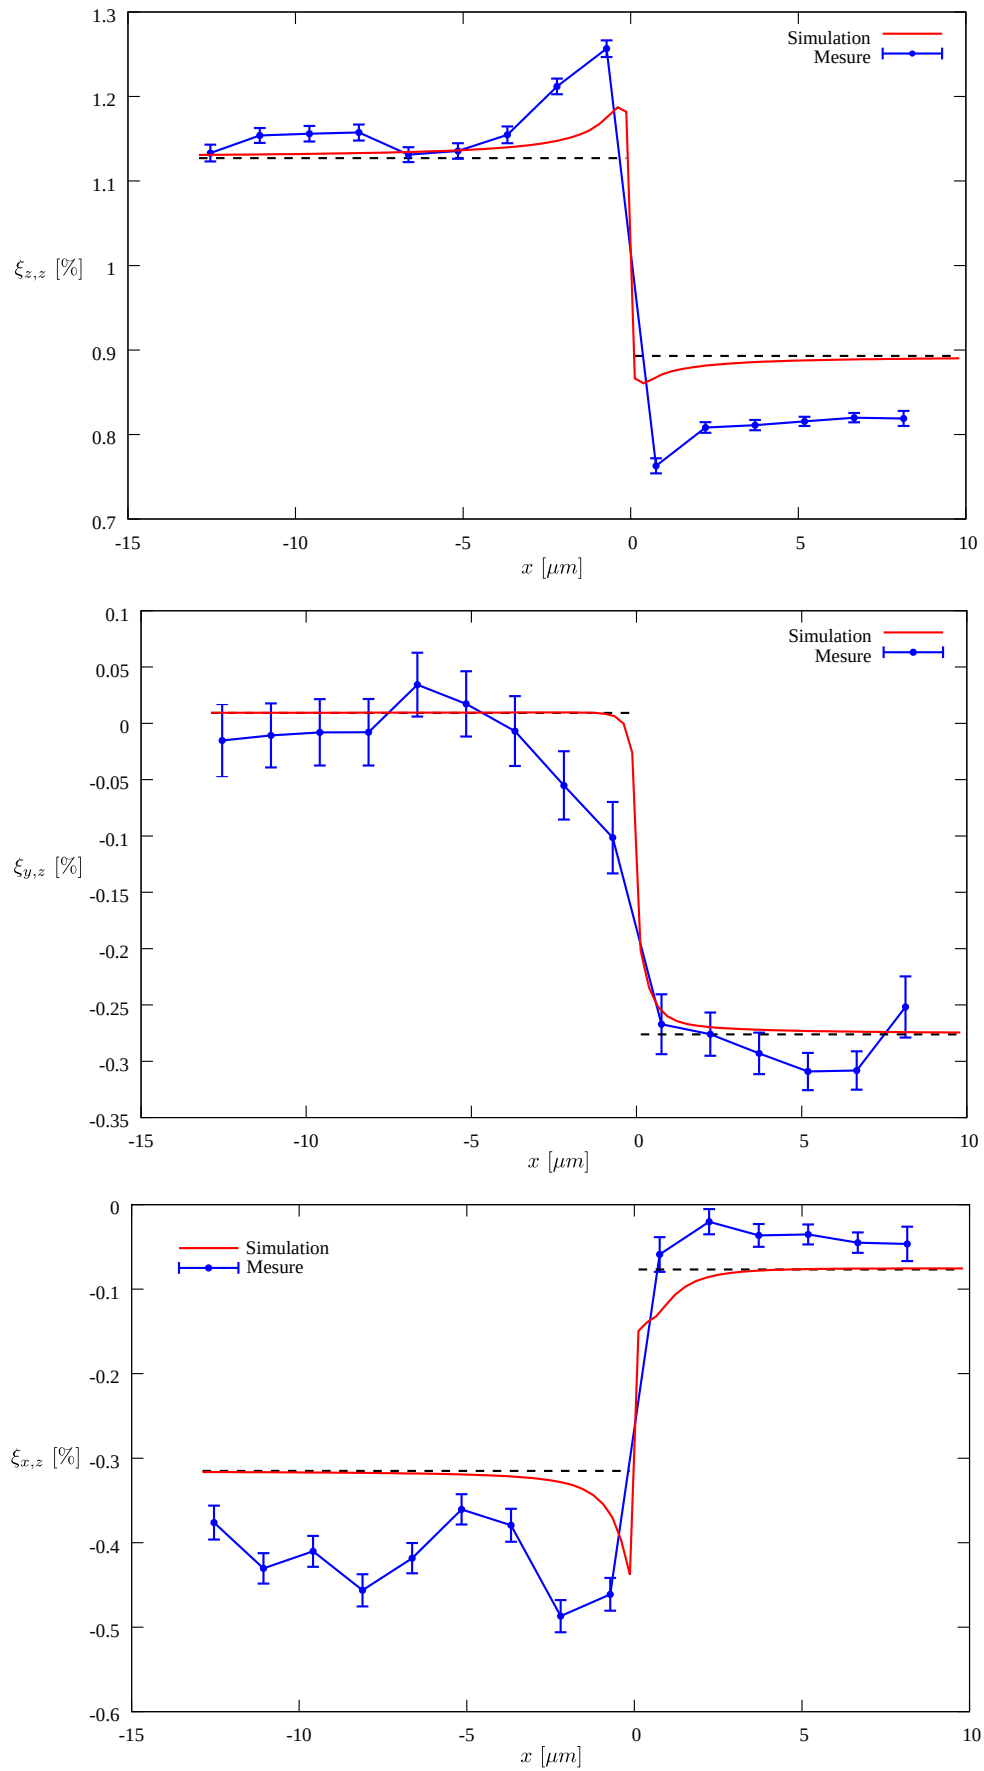 1.3
Simulation
Mesure
1.2
1.1
ξz,z [%]
1
0.9
0.8
0.7
-15 -10 -5 0 5 10
x [μm]
0.1
Simulation
Mesure
0.05
0
-0.05
-0.1
ξy,z [%]
-0.15
-0.2
-0.25
-0.3
-0.35
-15 -10 -5 0 5 10
x [μm]
0
Simulation
Mesure
-0.1
-0.2
-0.3
ξx,z [%]
-0.4
-0.5
-0.6
-15 -10 -5 0 5 10
x [μm]